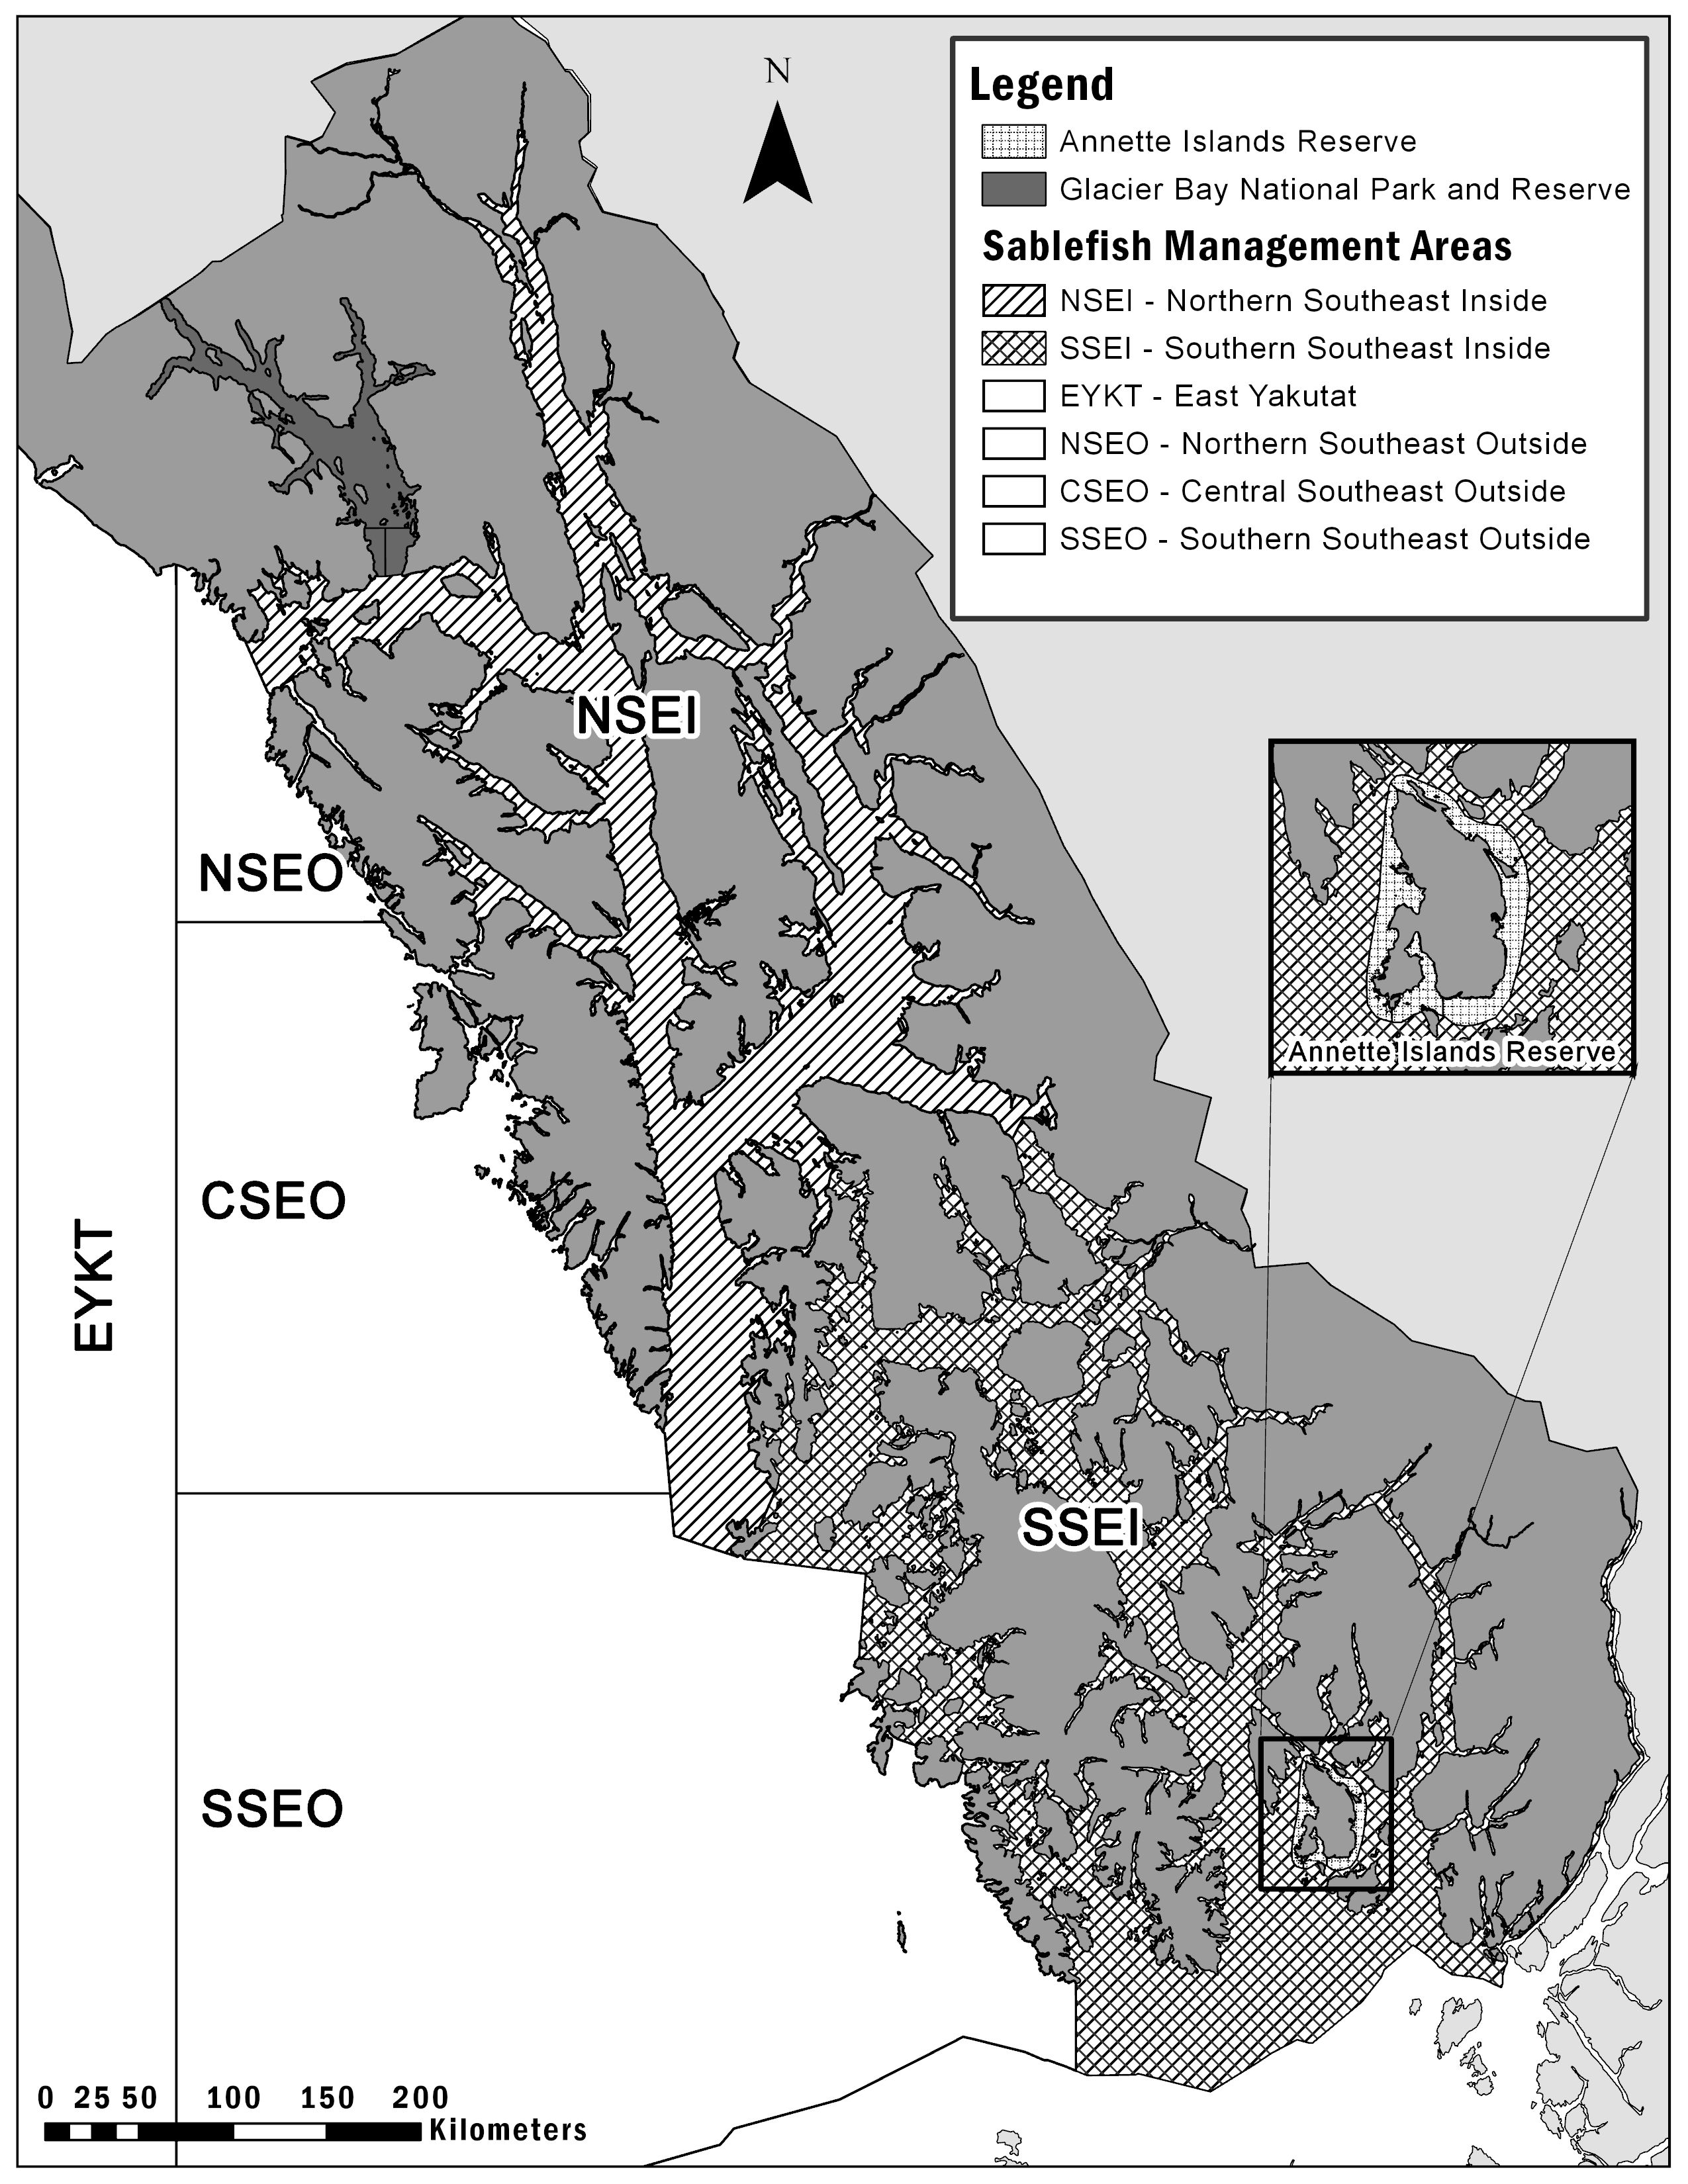 N
Legend
Annette Islands Reserve
Glacier Bay National Park and Reserve
Sablefish Management Areas
NSEI - Northern Southeast Inside
SSEI - Southern Southeast Inside
EYKT - East Yakutat
NSEO - Northern Southeast Outside
CSEO - Central Southeast Outside
SSEO - Southern Southeast Outside
NSEI
NSEO
Annette Islands Reserve
CSEO
EYKT
SSEI
SSEO
0 25 50 100 150 200
Kilometers